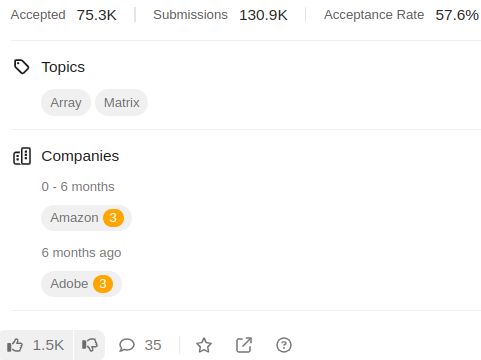 Accepted 75.3K Submissions 130.9K Acceptance Rate 57.6%
Topics
Array Matrix
Companies
0 - 6 months
Amazon 3
6 months ago
Adobe 3
1.5K 35